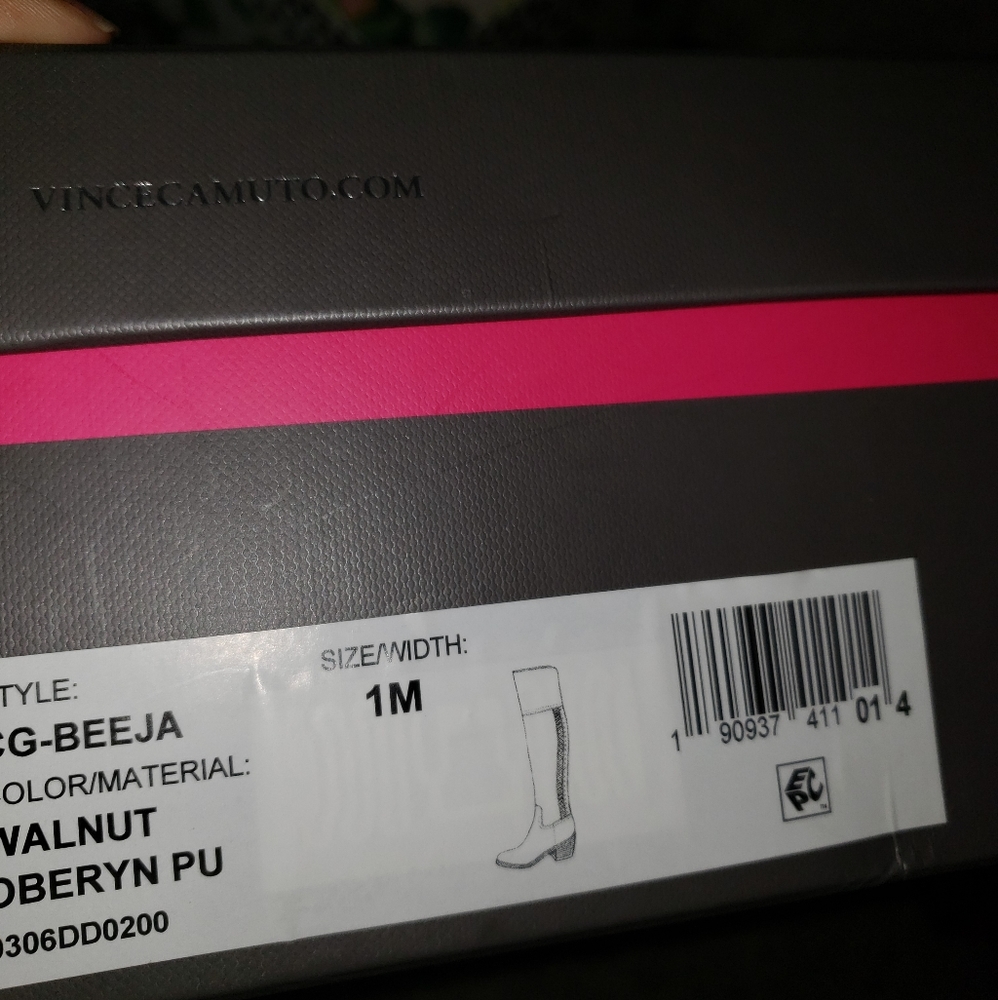 VINCECAMUTO.COM
TYLE:
CG-BEEJA
OLOR/MATERIAL:
WALNUT
OBERYN PU
0306DD0200
SIZE/WIDTH:
1M
1 90937 411 01 4
EPC